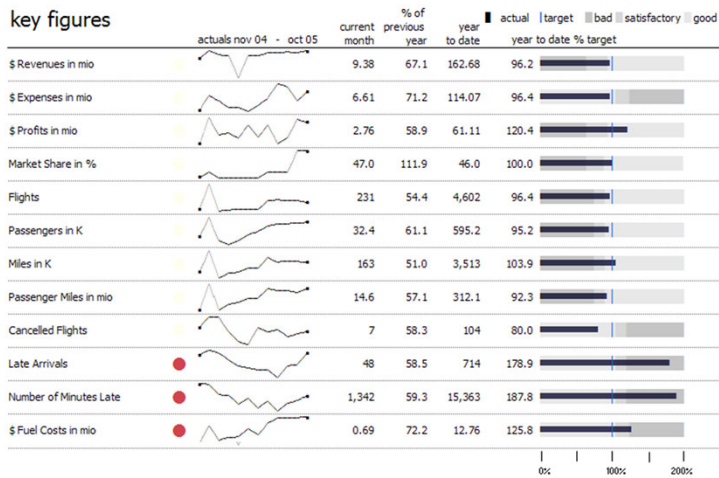 key figures
actuals nov 04 - oct 05
current month
% of previous year
year to date
actual target bad satisfactory good
year to date % target
$ Revenues in mio 9.38 67.1 162.68 96.2
$ Expenses in mio 6.61 71.2 114.07 96.4
$ Profits in mio 2.76 58.9 61.11 120.4
Market Share in % 47.0 111.9 46.0 100.0
Flights 231 54.4 4,602 96.4
Passengers in K 32.4 61.1 595.2 95.2
Miles in K 163 51.0 3,513 103.9
Passenger Miles in mio 14.6 57.1 312.1 92.3
Cancelled Flights 7 58.3 104 80.0
Late Arrivals 48 58.5 714 178.9
Number of Minutes Late 1,342 59.3 15,363 187.8
$ Fuel Costs in mio 0.69 72.2 12.76 125.8
0% 100% 200%